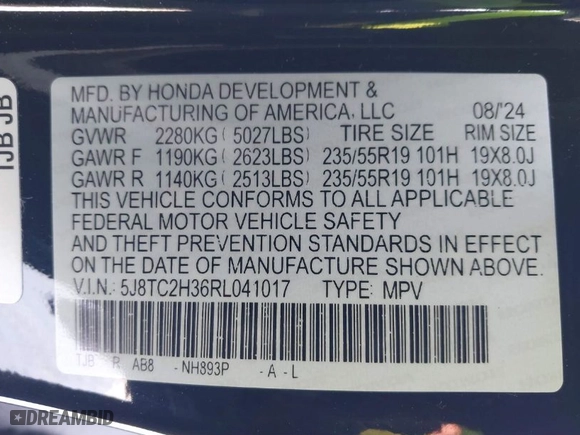 TJB JB
MFD. BY HONDA DEVELOPMENT &
MANUFACTURING OF AMERICA, LLC 08/'24
GVWR 2280KG (5027LBS) TIRE SIZE RIM SIZE
GAWR F 1190KG (2623LBS) 235/55R19 101H 19X8.0J
GAWR R 1140KG (2513LBS) 235/55R19 101H 19X8.0J
THIS VEHICLE CONFORMS TO ALL APPLICABLE
FEDERAL MOTOR VEHICLE SAFETY
AND THEFT PREVENTION STANDARDS IN EFFECT
ON THE DATE OF MANUFACTURE SHOWN ABOVE.
V.I.N.: 5J8TC2H36RL041017 TYPE: MPV
TJB R AB8 -NH893P -A-L
DREAMBID